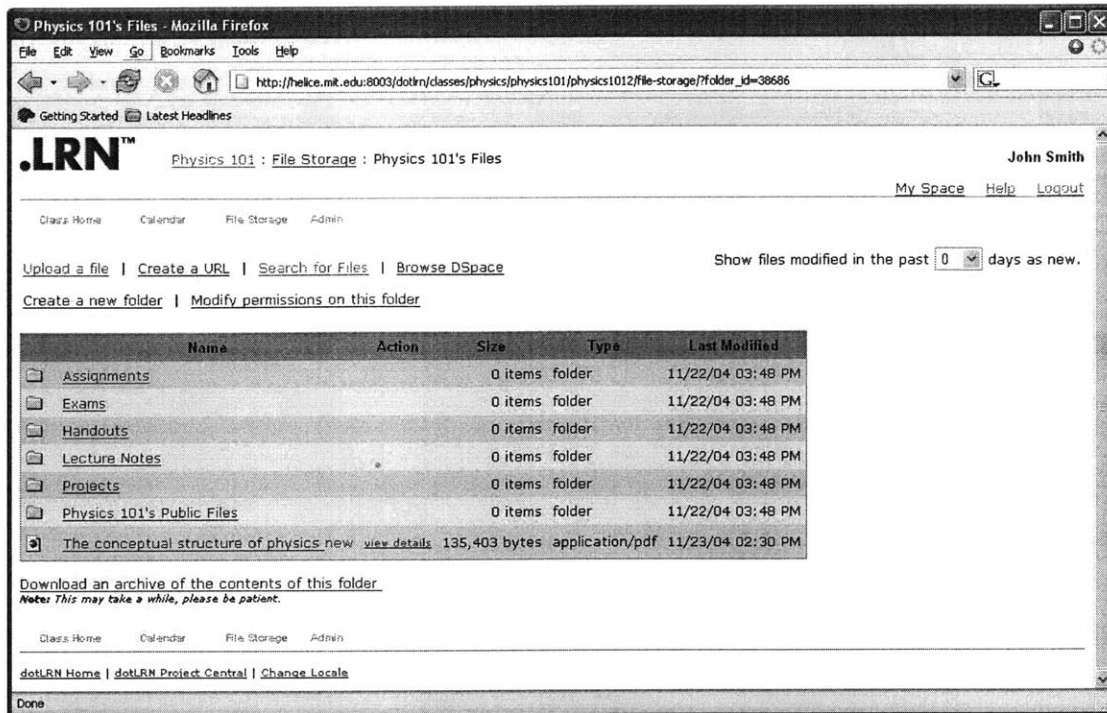 Physics 101's Files - Mozilla Firefox
File Edit View Go Bookmarks Tools Help
http://helice.mit.edu:8003/dotlrn/classes/physics/physics101/physics1012/file-storage/?folder_id=38686
G
Getting Started Latest Headlines
.LRN™ Physics 101 : File Storage : Physics 101's Files John Smith
My Space Help Logout
Class Home Calendar File Storage Admin
Upload a file | Create a URL | Search for Files | Browse DSpace Show files modified in the past 0 days as new.
Create a new folder | Modify permissions on this folder
Name Action Size Type Last Modified
Assignments 0 items folder 11/22/04 03:48 PM
Exams 0 items folder 11/22/04 03:48 PM
Handouts 0 items folder 11/22/04 03:48 PM
Lecture Notes 0 items folder 11/22/04 03:48 PM
Projects 0 items folder 11/22/04 03:48 PM
Physics 101's Public Files 0 items folder 11/22/04 03:48 PM
The conceptual structure of physics new view details 135,403 bytes application/pdf 11/23/04 02:30 PM
Download an archive of the contents of this folder
Note: This may take a while, please be patient.
Class Home Calendar File Storage Admin
dotLRN Home | dotLRN Project Central | Change Locale
Done